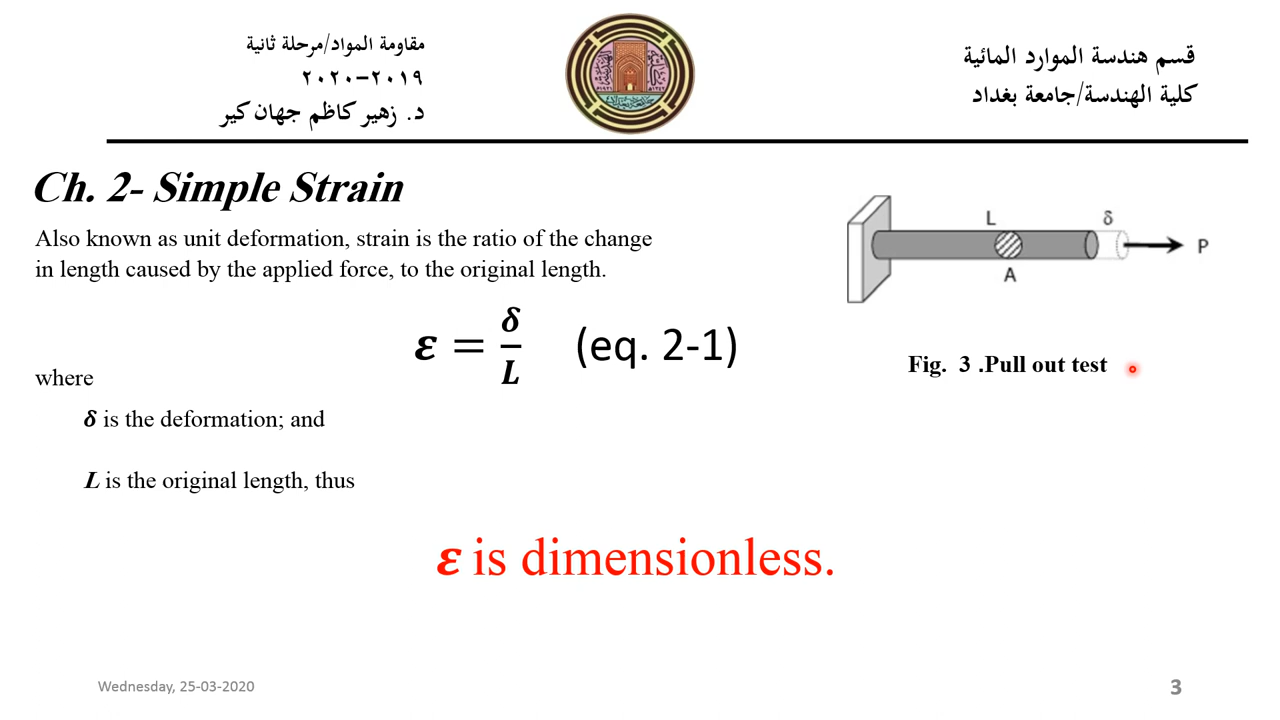 قسم هندسة الموارد المائية
كلية الهندسة/جامعة بغداد
مقاومة المواد/مرحلة ثانية
٢٠١٩-٢٠٢٠
د. زهير كاظم جهان كير
Ch. 2- Simple Strain
Also known as unit deformation, strain is the ratio of the change
in length caused by the applied force, to the original length.
ε = δ/L (eq. 2-1)
where
δ is the deformation; and
L is the original length, thus
ε is dimensionless.
L δ
P
A
Fig. 3 .Pull out test
Wednesday, 25-03-2020
3